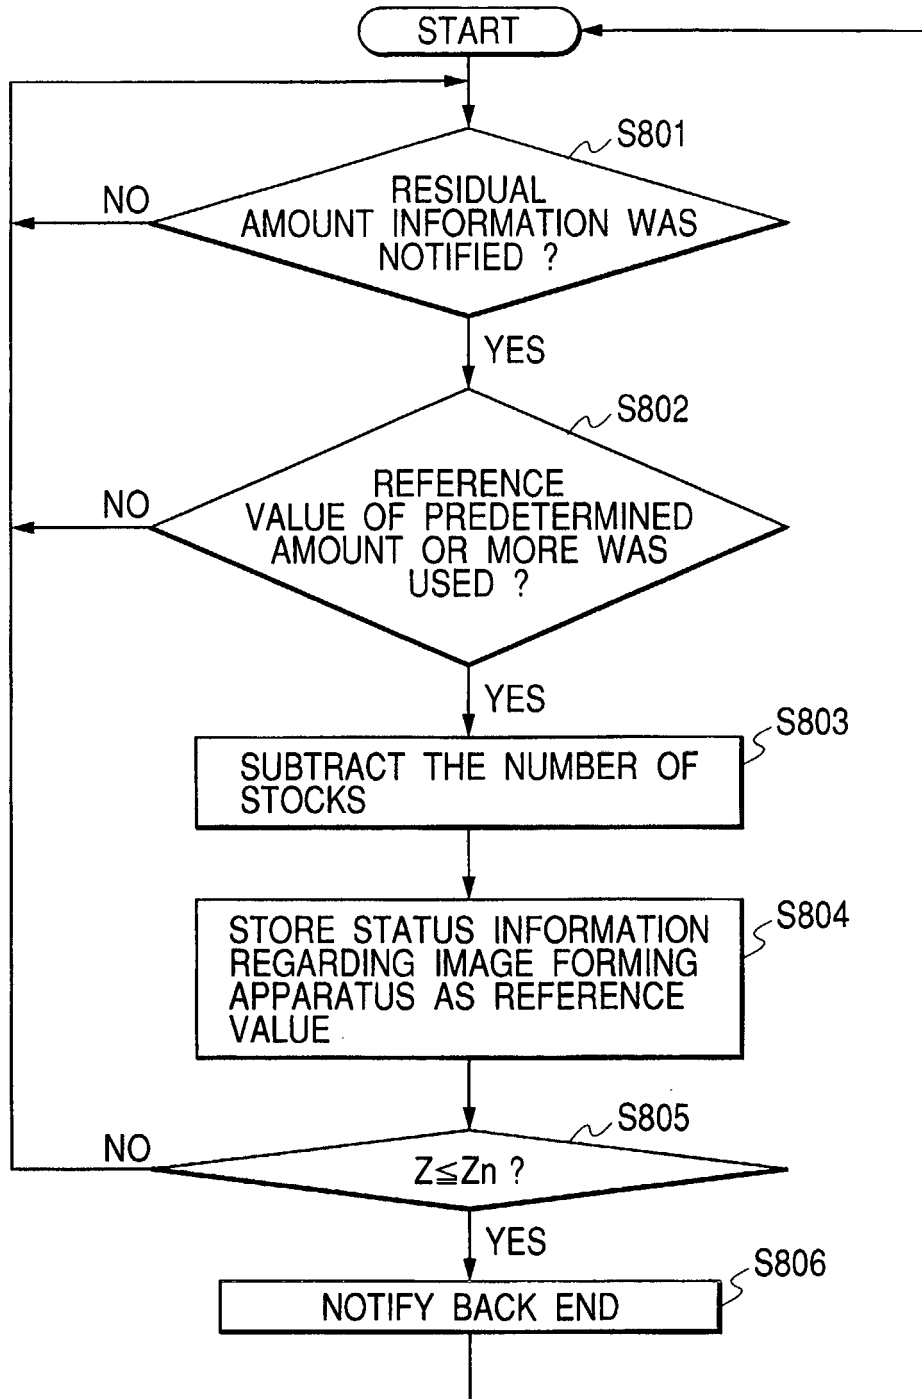 START
S801
RESIDUAL
AMOUNT INFORMATION WAS
NOTIFIED ?
NO
YES
S802
REFERENCE
VALUE OF PREDETERMINED
AMOUNT OR MORE WAS
USED ?
NO
YES
S803
SUBTRACT THE NUMBER OF
STOCKS
S804
STORE STATUS INFORMATION
REGARDING IMAGE FORMING
APPARATUS AS REFERENCE
VALUE
S805
Z≦Zn ?
NO
YES
S806
NOTIFY BACK END